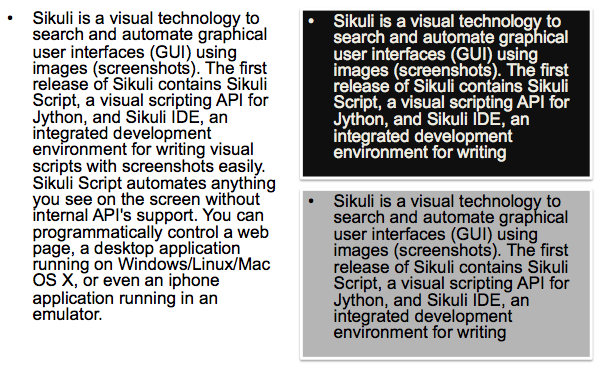 • Sikuli is a visual technology to
search and automate graphical
user interfaces (GUI) using
images (screenshots). The first
release of Sikuli contains Sikuli
Script, a visual scripting API for
Jython, and Sikuli IDE, an
integrated development
environment for writing visual
scripts with screenshots easily.
Sikuli Script automates anything
you see on the screen without
internal API's support. You can
programmatically control a web
page, a desktop application
running on Windows/Linux/Mac
OS X, or even an iphone
application running in an
emulator.
• Sikuli is a visual technology to
search and automate graphical
user interfaces (GUI) using
images (screenshots). The first
release of Sikuli contains Sikuli
Script, a visual scripting API for
Jython, and Sikuli IDE, an
integrated development
environment for writing
• Sikuli is a visual technology to
search and automate graphical
user interfaces (GUI) using
images (screenshots). The first
release of Sikuli contains Sikuli
Script, a visual scripting API for
Jython, and Sikuli IDE, an
integrated development
environment for writing